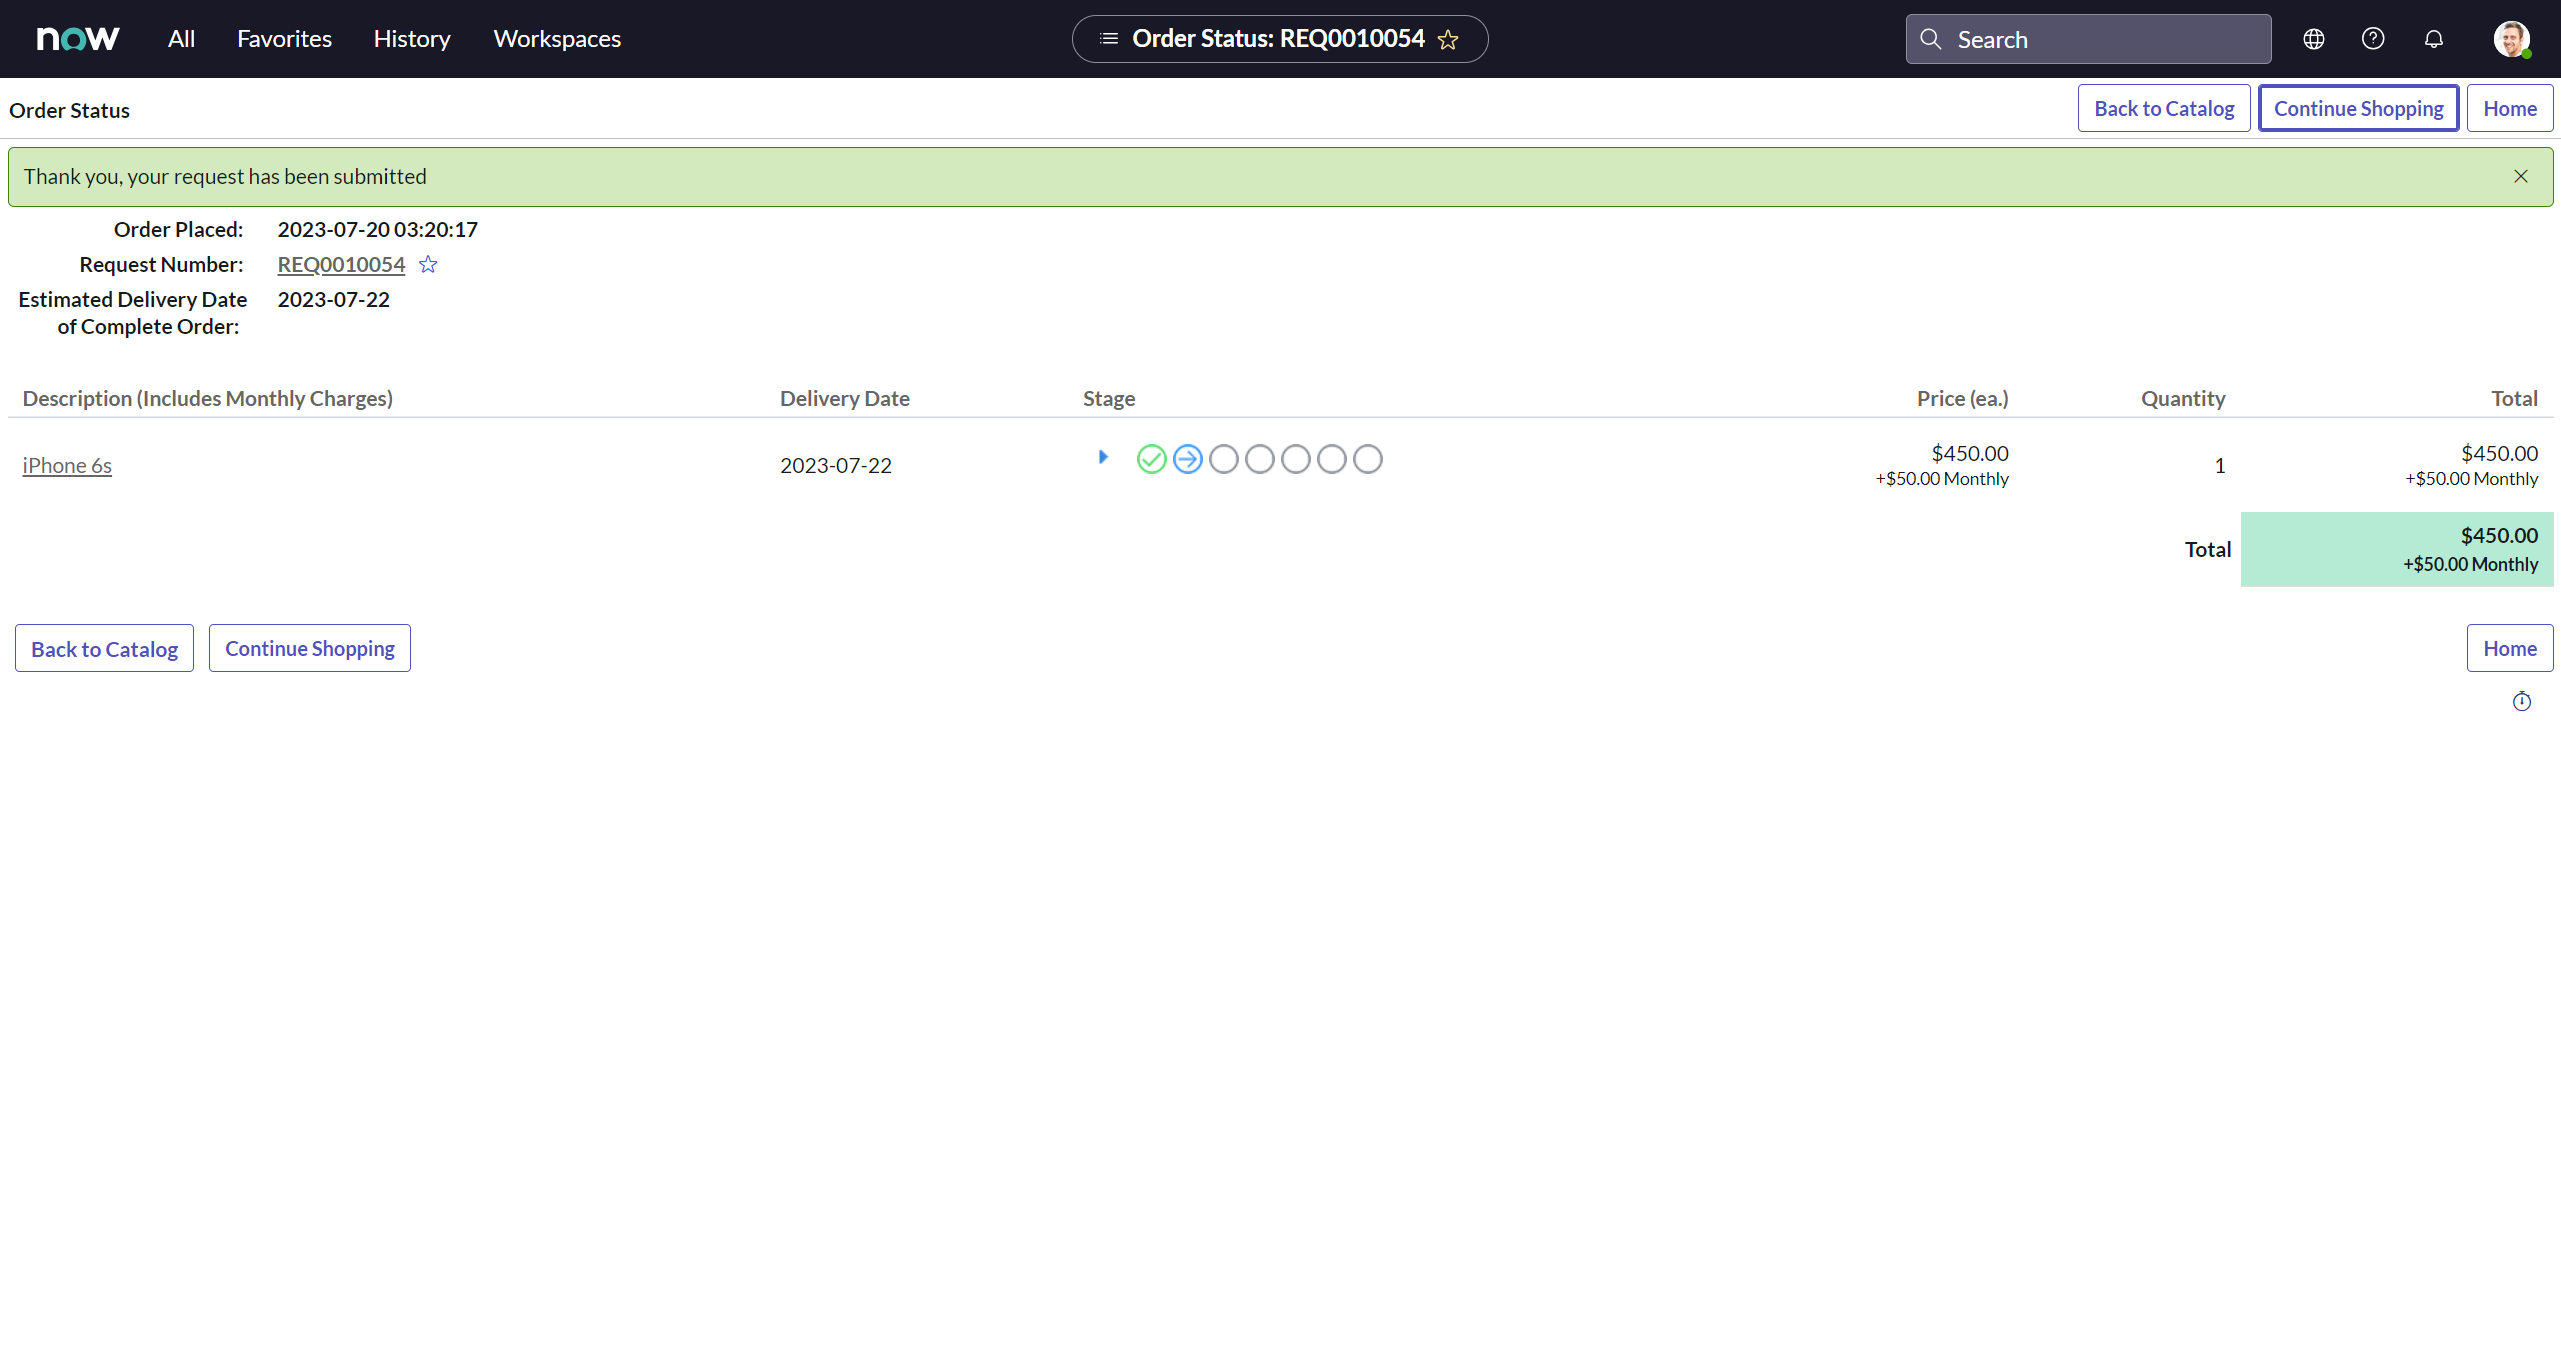 now All Favorites History Workspaces Order Status: REQ0010054 Search
Order Status Back to Catalog Continue Shopping Home
Thank you, your request has been submitted
Order Placed: 2023-07-20 03:20:17
Request Number: REQ0010054
Estimated Delivery Date 2023-07-22
of Complete Order:
Description (Includes Monthly Charges) Delivery Date Stage Price (ea.) Quantity Total
iPhone 6s 2023-07-22 $450.00 1 $450.00
+$50.00 Monthly +$50.00 Monthly
Total $450.00
+$50.00 Monthly
Back to Catalog Continue Shopping Home